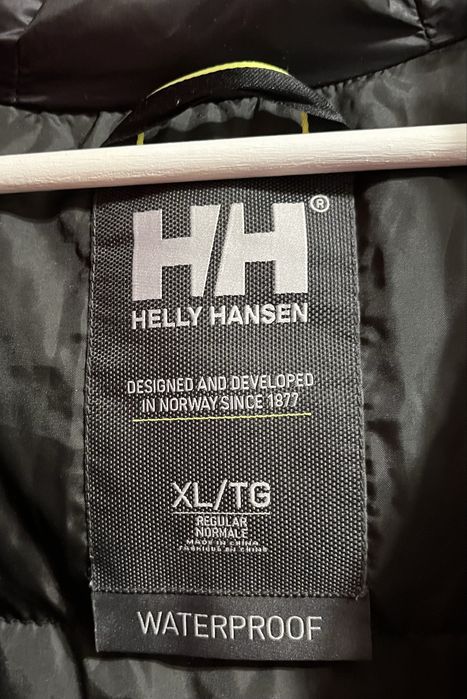 HH®
HELLY HANSEN
DESIGNED AND DEVELOPED
IN NORWAY SINCE 1877
XL/TG
REGULAR
NORMALE
MADE IN CHINA
FABRIQUÉ EN CHINE
WATERPROOF